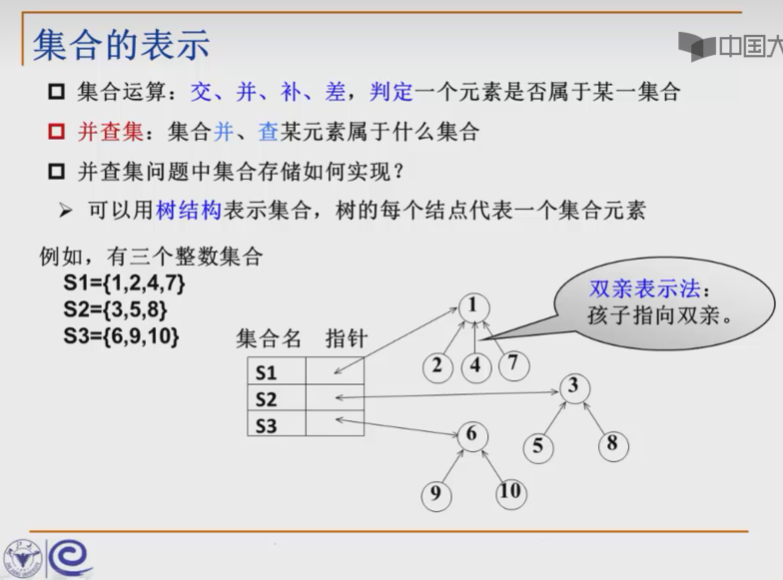 集合的表示
中国大
集合运算：交、并、补、差，判定一个元素是否属于某一集合
并查集：集合并、查某元素属于什么集合
并查集问题中集合存储如何实现？
可以用树结构表示集合，树的每个结点代表一个集合元素
例如，有三个整数集合
S1={1,2,4,7}
S2={3,5,8}
S3={6,9,10}
集合名 指针
S1
S2
S3
1
2 4 7
双亲表示法：
孩子指向双亲。
3
5 8
6
9 10